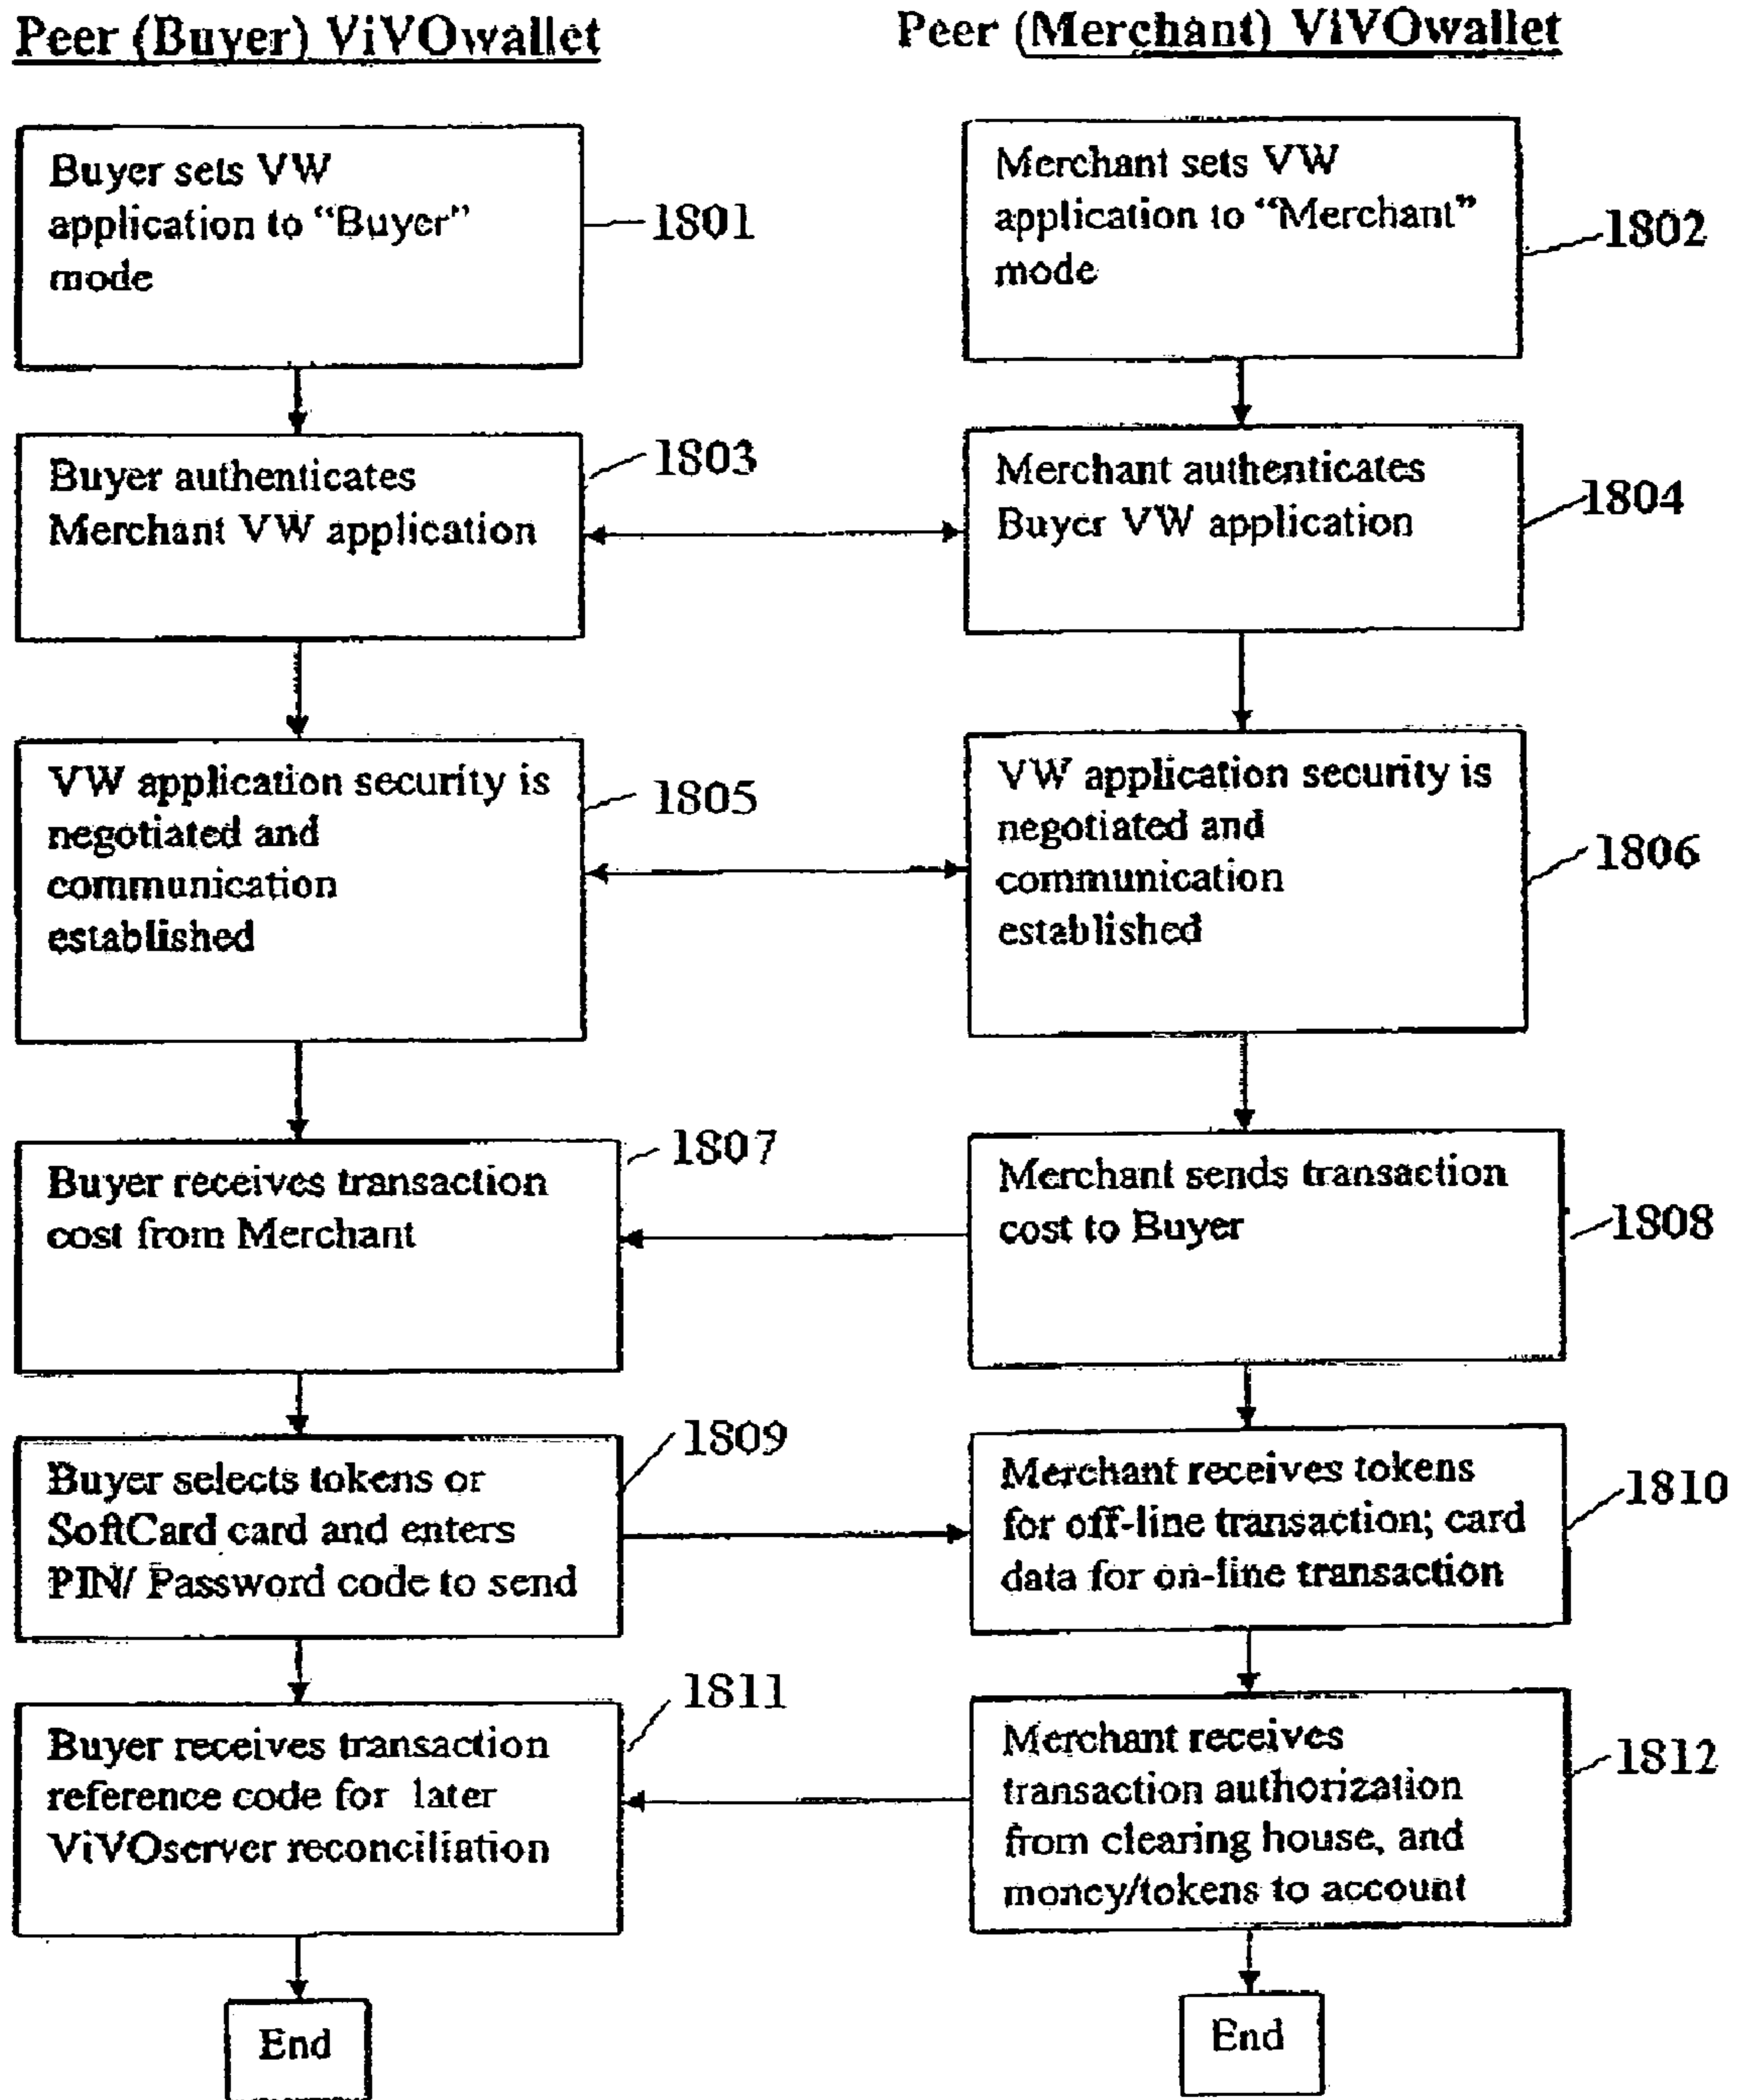 Peer (Buyer) ViVOwallet
Peer (Merchant) ViVOwallet
Buyer sets VW
application to “Buyer”
mode
1801
Merchant sets VW
application to “Merchant”
mode
1802
Buyer authenticates
Merchant VW application
1803
Merchant authenticates
Buyer VW application
1804
VW application security is
negotiated and
communication
established
1805
VW application security is
negotiated and
communication
established
1806
Buyer receives transaction
cost from Merchant
1807
Merchant sends transaction
cost to Buyer
1808
Buyer selects tokens or
SoftCard card and enters
PIN/ Password code to send
1809
Merchant receives tokens
for off-line transaction; card
data for on-line transaction
1810
Buyer receives transaction
reference code for later
ViVOserver reconciliation
1811
Merchant receives
transaction authorization
from clearing house, and
money/tokens to account
1812
End
End